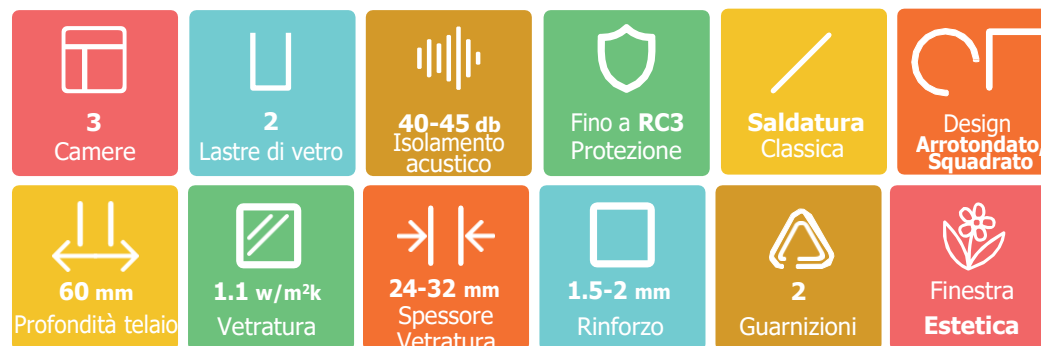 3
Camere
2
Lastre di vetro
40-45 db
Isolamento
acustico
Fino a RC3
Protezione
Saldatura
Classica
Design
Arrotondato/
Squadrato
60 mm
Profondità telaio
1.1 w/m²k
Vetratura
24-32 mm
Spessore
Vetratura
1.5-2 mm
Rinforzo
2
Guarnizioni
Finestra
Estetica